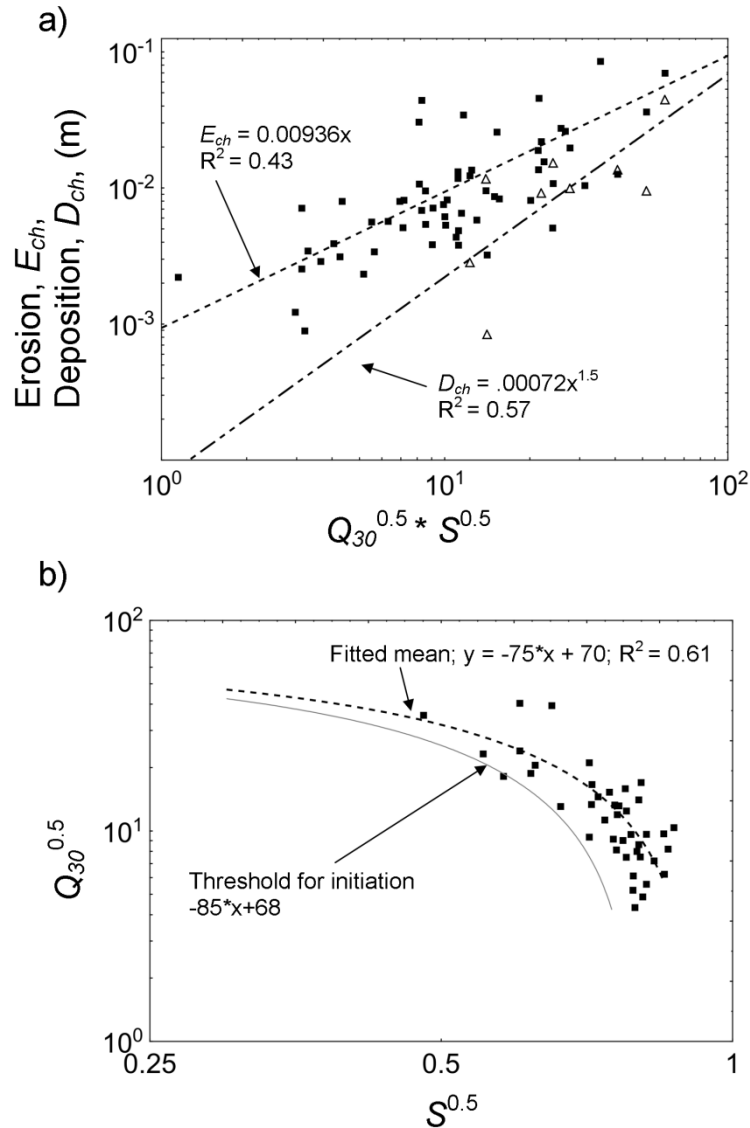 a)
Erosion, E_ch,
Deposition, D_ch, (m)
10^-1
10^-2
10^-3
E_ch = 0.00936x
R^2 = 0.43
D_ch = .00072x^1.5
R^2 = 0.57
10^0
10^1
10^2
Q_30^0.5 * S^0.5
b)
10^2
Fitted mean; y = -75*x + 70; R^2 = 0.61
Q_30^0.5
10^1
Threshold for initiation
-85*x+68
10^0
0.25
0.5
1
S^0.5